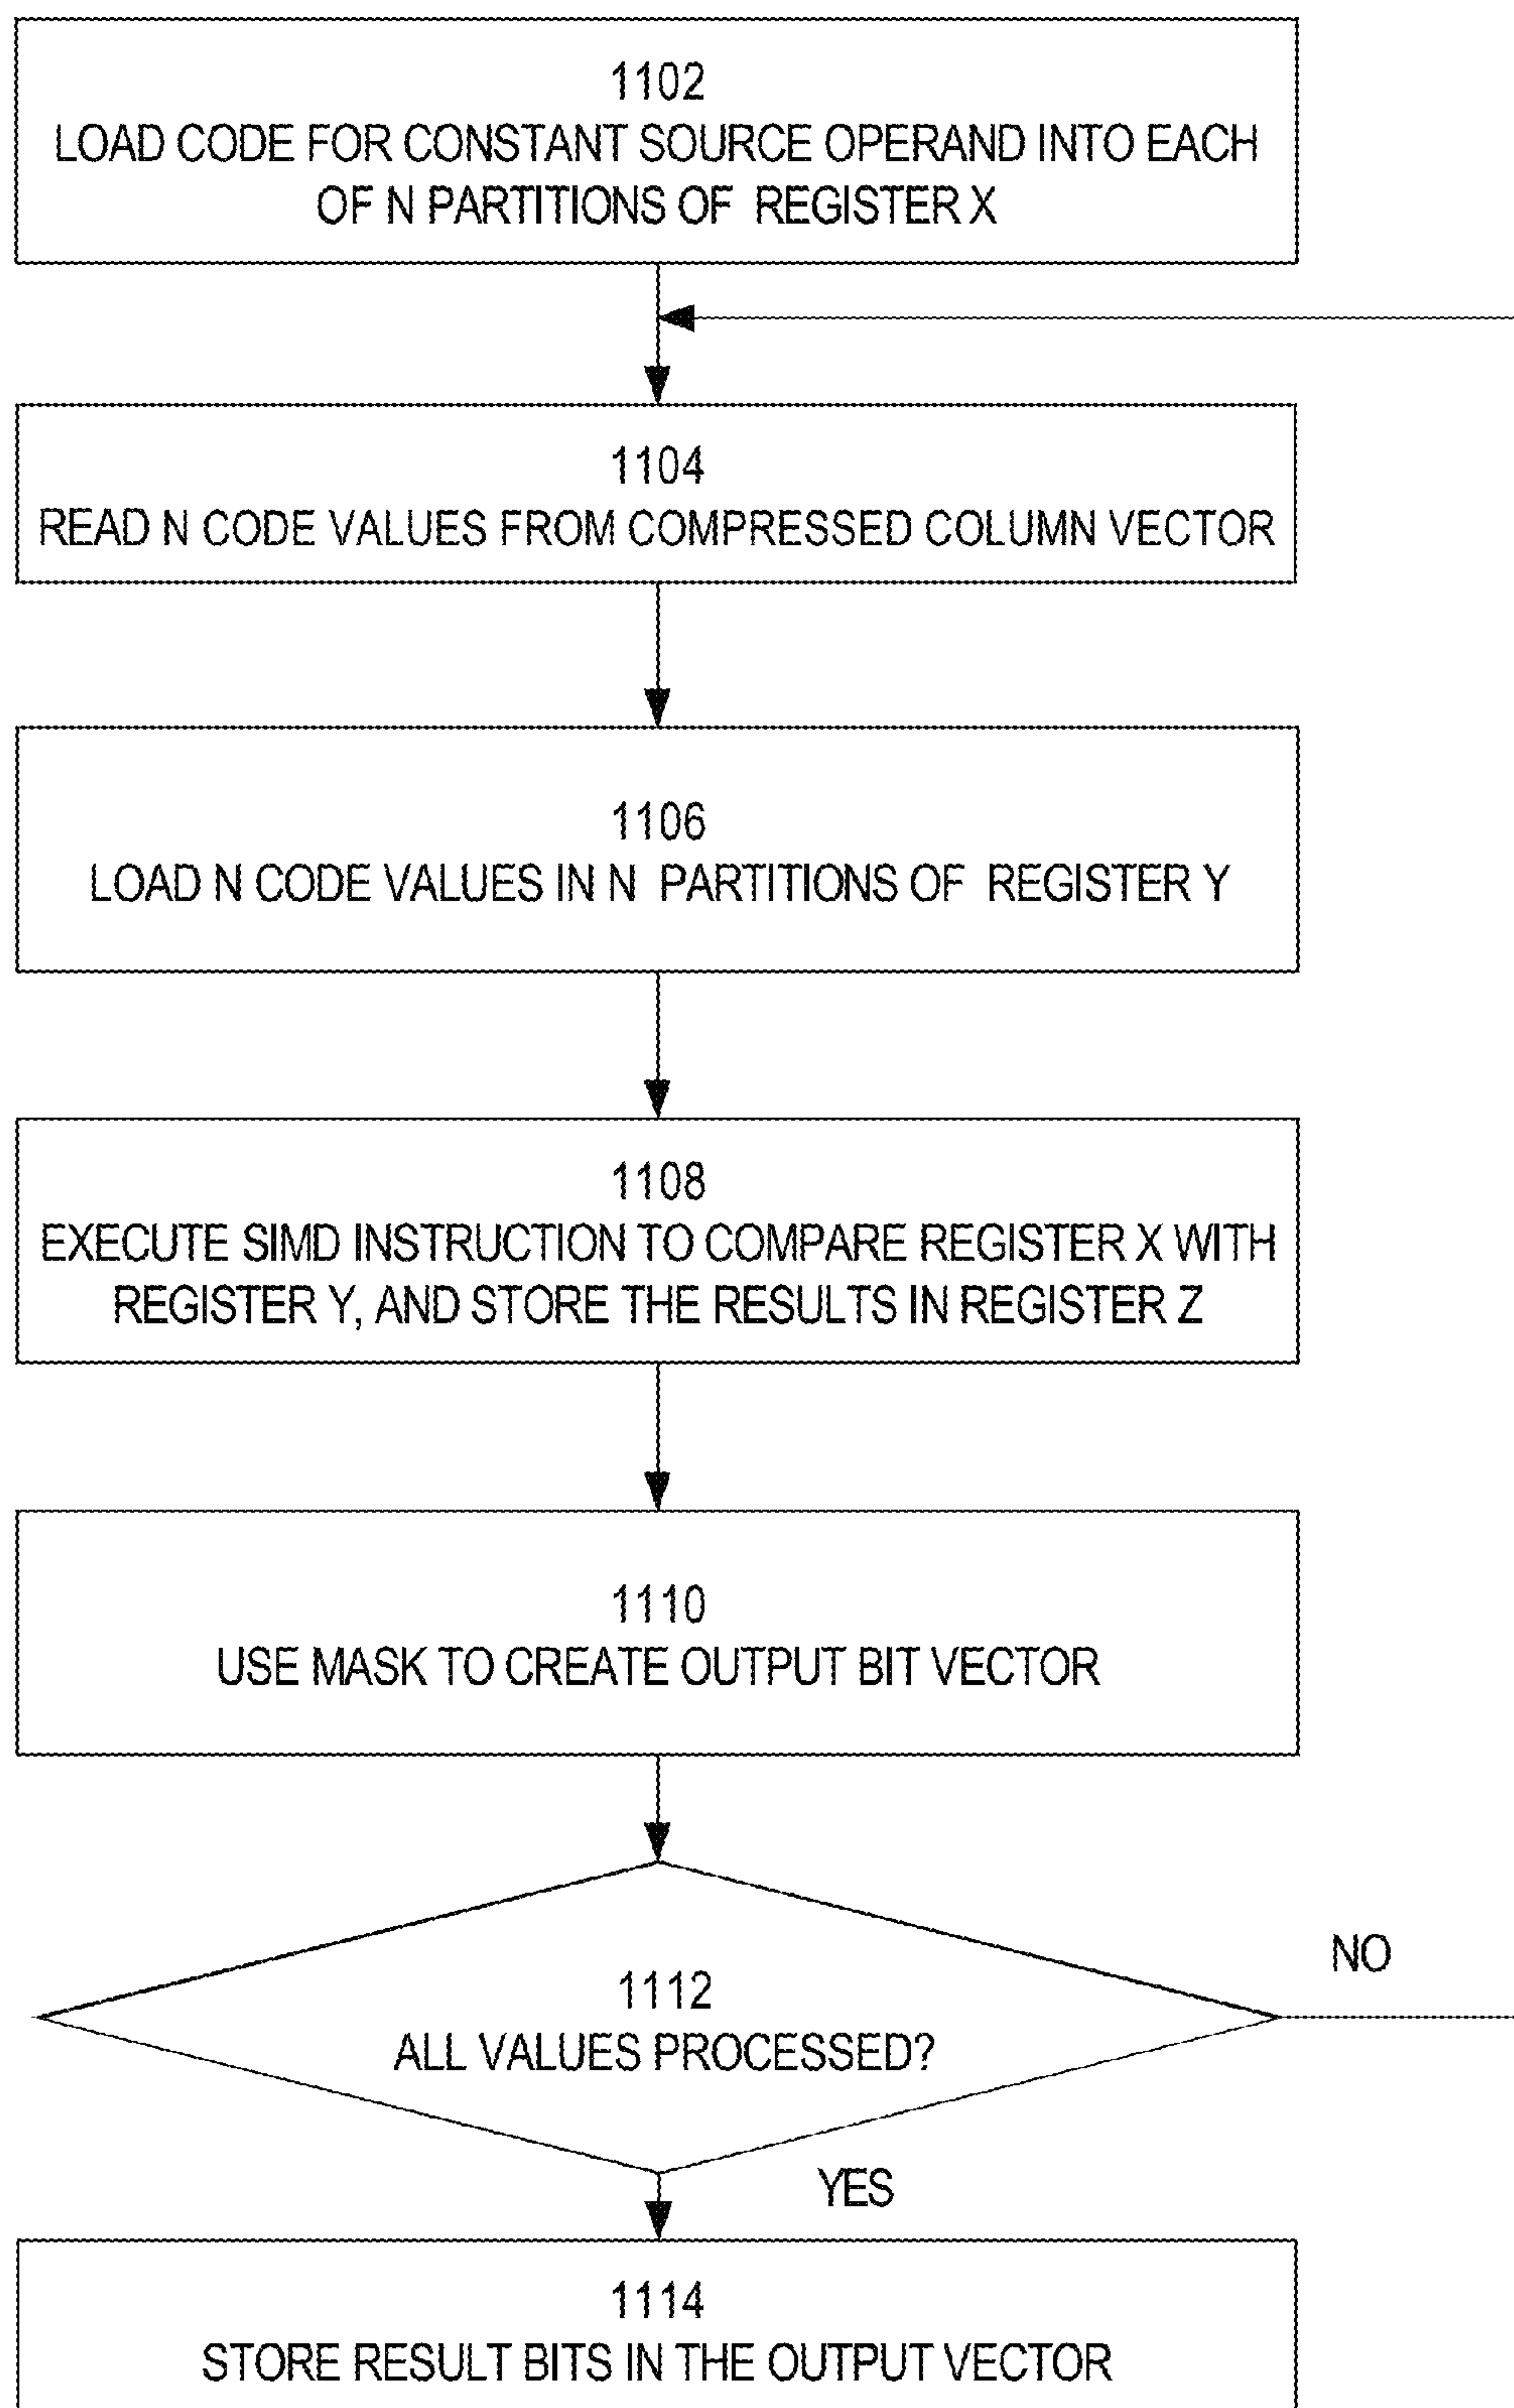 1102
LOAD CODE FOR CONSTANT SOURCE OPERAND INTO EACH
OF N PARTITIONS OF REGISTER X
1104
READ N CODE VALUES FROM COMPRESSED COLUMN VECTOR
1106
LOAD N CODE VALUES IN N PARTITIONS OF REGISTER Y
1108
EXECUTE SIMD INSTRUCTION TO COMPARE REGISTER X WITH
REGISTER Y, AND STORE THE RESULTS IN REGISTER Z
1110
USE MASK TO CREATE OUTPUT BIT VECTOR
NO
1112
ALL VALUES PROCESSED?
YES
1114
STORE RESULT BITS IN THE OUTPUT VECTOR